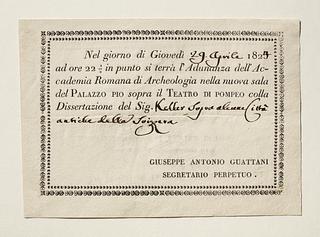 Nel giorno di Giovedì 29 Aprile 1824
ad ore 22 ½ in punto si terrà l'Adunanza dell'Ac-
cademia Romana di Archeologia nella nuova sala
del PALAZZO PIO sopra il TEATRO DI POMPEO colla
Dissertazione del Sig. Keller Sopra alcune Città
antiche della Svizzera
GIUSEPPE ANTONIO GUATTANI
SEGRETARIO PERPETUO.